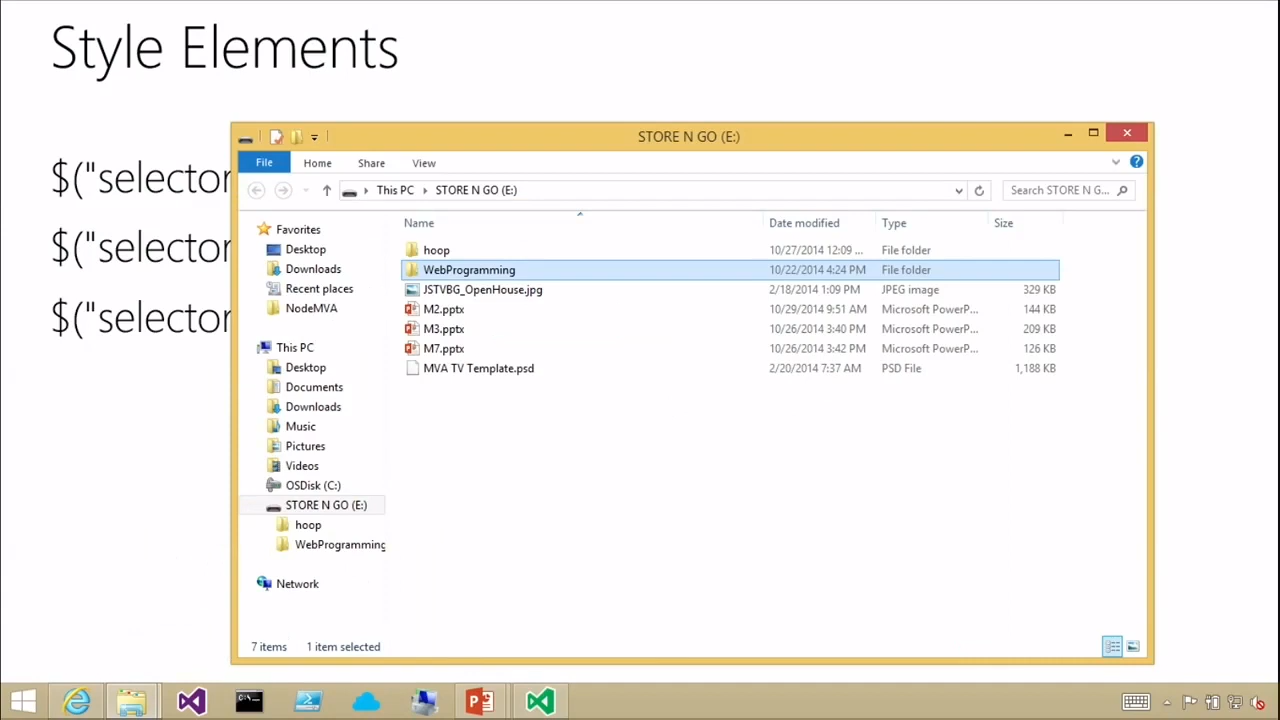 Style Elements
$("selector
$("selector
$("selector
STORE N GO (E:)
File Home Share View
This PC STORE N GO (E:) Search STORE N G...
Name Date modified Type Size
hoop 10/27/2014 12:09 ... File folder
WebProgramming 10/22/2014 4:24 PM File folder
JSTVBG_OpenHouse.jpg 2/18/2014 1:09 PM JPEG image 329 KB
M2.pptx 10/29/2014 9:51 AM Microsoft PowerP... 144 KB
M3.pptx 10/26/2014 3:40 PM Microsoft PowerP... 209 KB
M7.pptx 10/26/2014 3:42 PM Microsoft PowerP... 126 KB
MVA TV Template.psd 2/20/2014 7:37 AM PSD File 1,188 KB
Favorites
Desktop
Downloads
Recent places
NodeMVA
This PC
Desktop
Documents
Downloads
Music
Pictures
Videos
OSDisk (C:)
STORE N GO (E:)
hoop
WebProgramming
Network
7 items 1 item selected